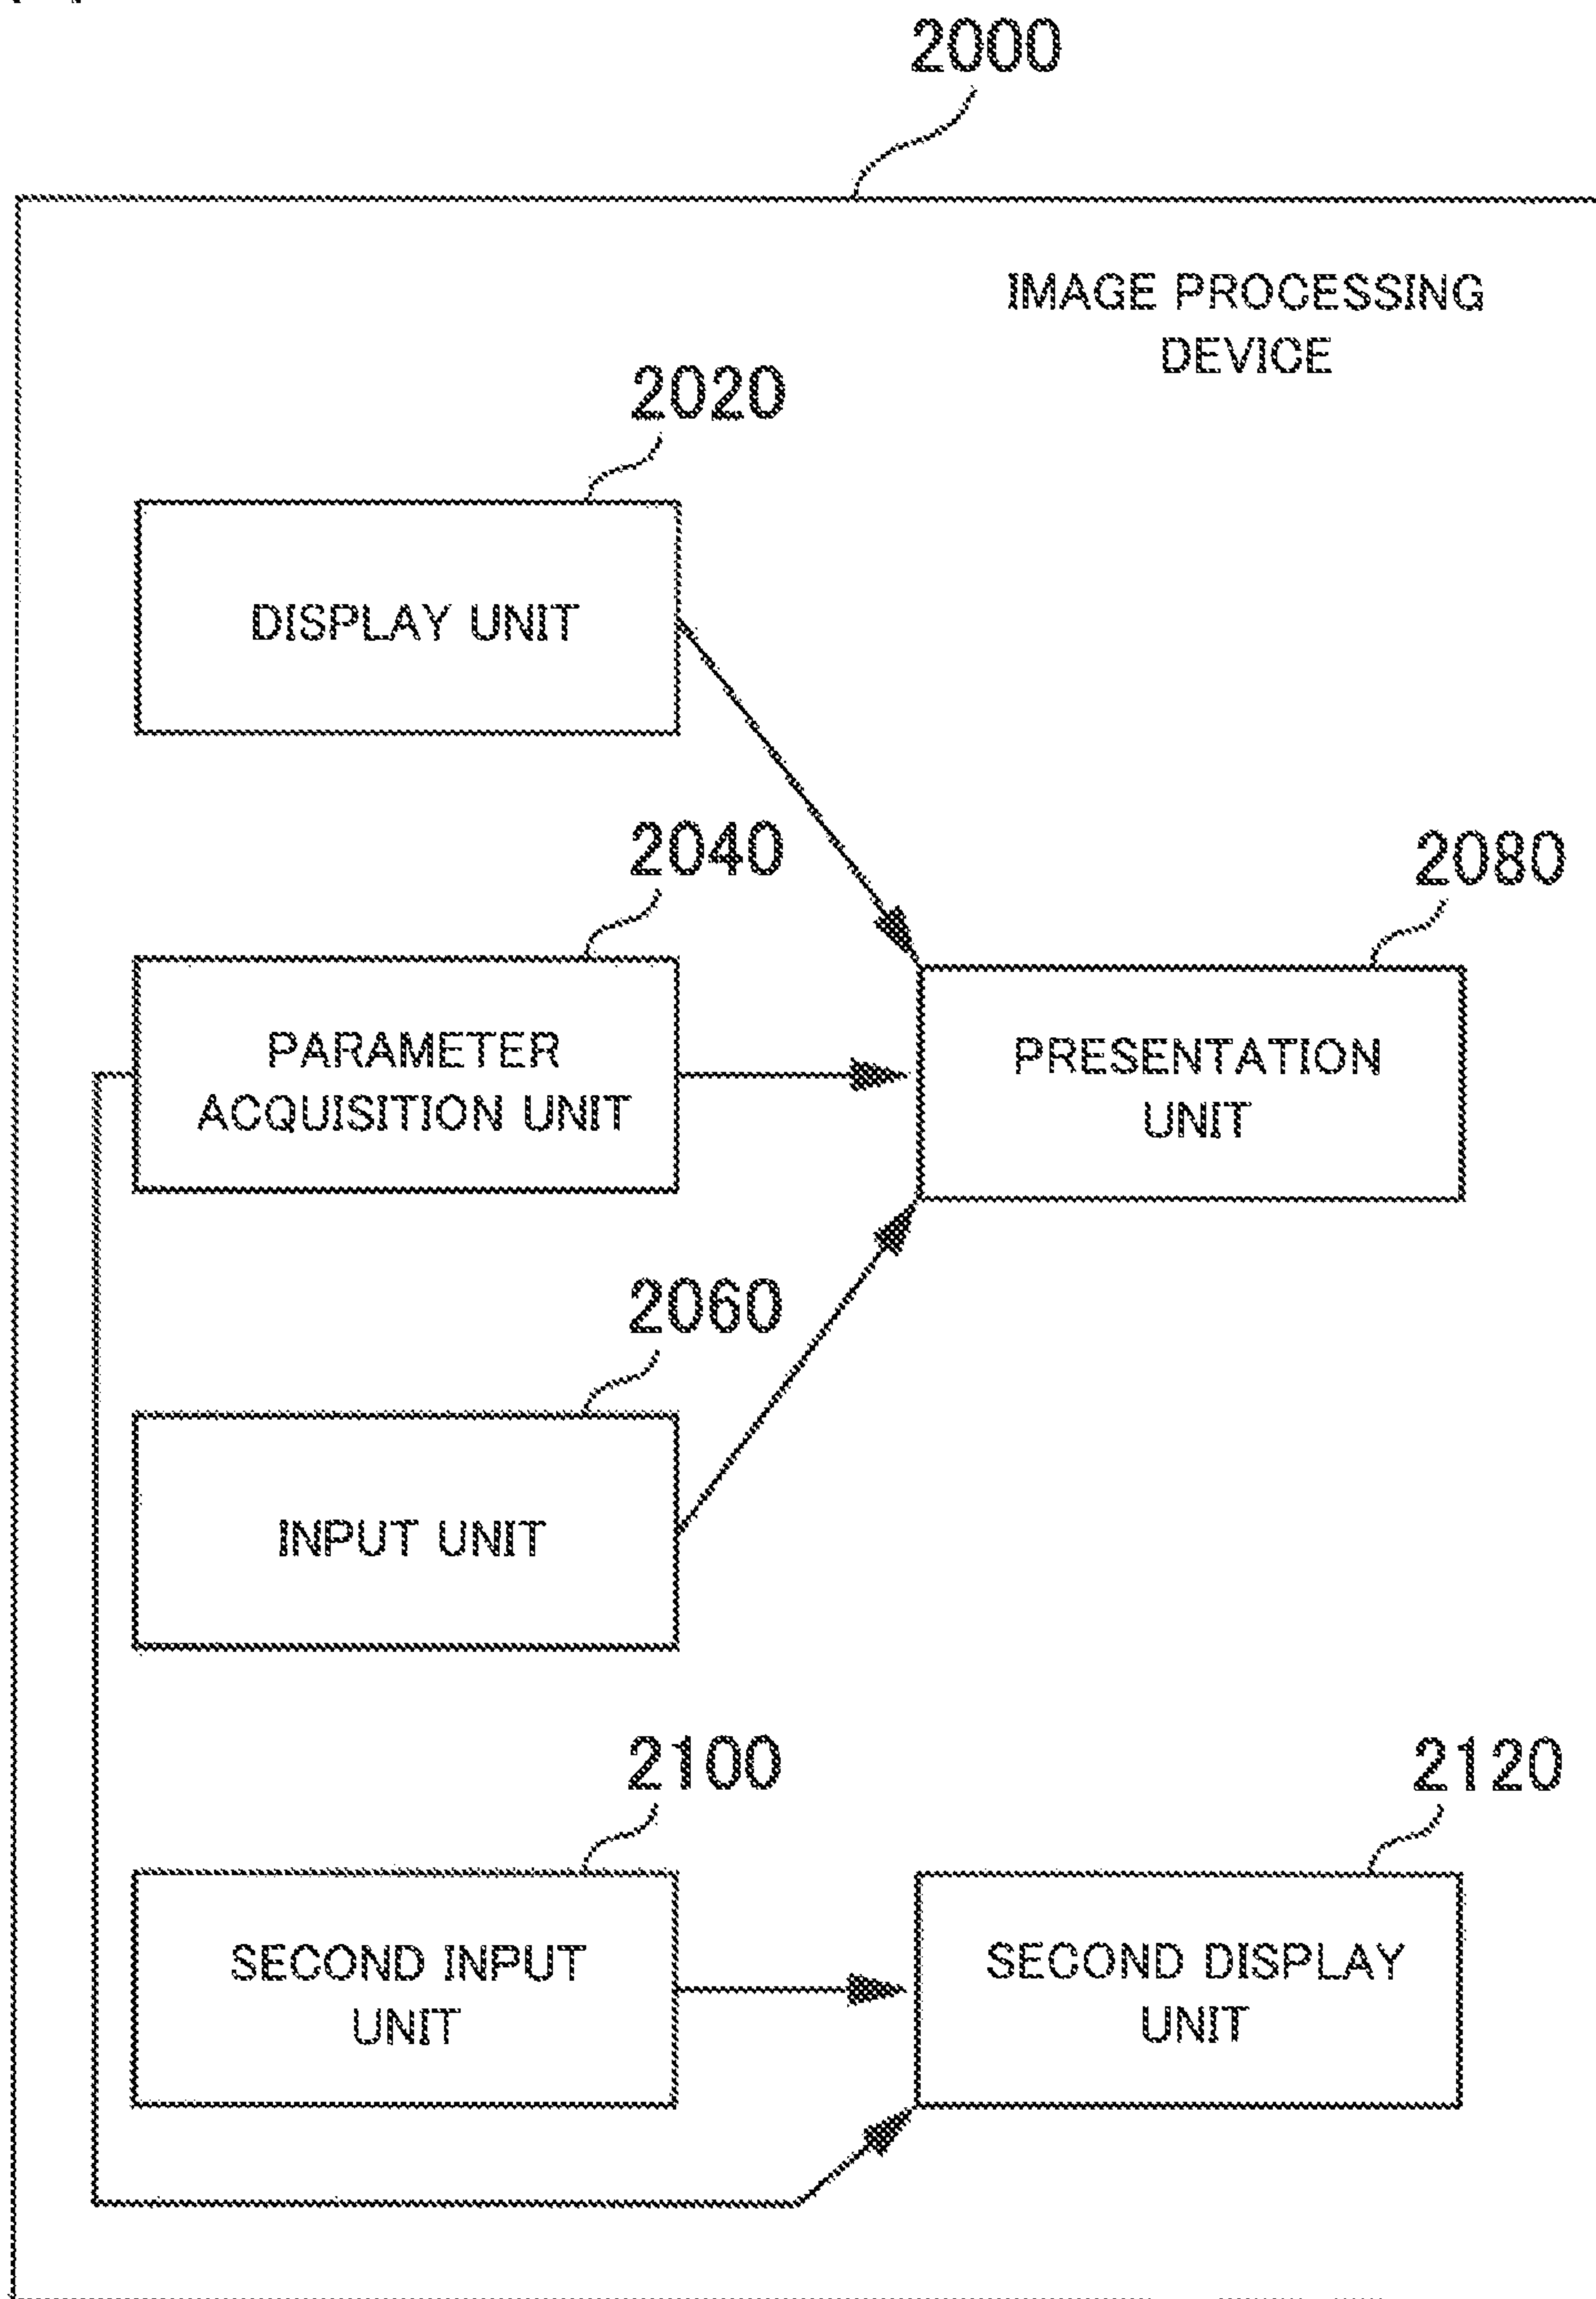 2000
IMAGE PROCESSING
DEVICE
2020
DISPLAY UNIT
2040
2080
PARAMETER
ACQUISITION UNIT
PRESENTATION
UNIT
2060
INPUT UNIT
2100
2120
SECOND INPUT
UNIT
SECOND DISPLAY
UNIT